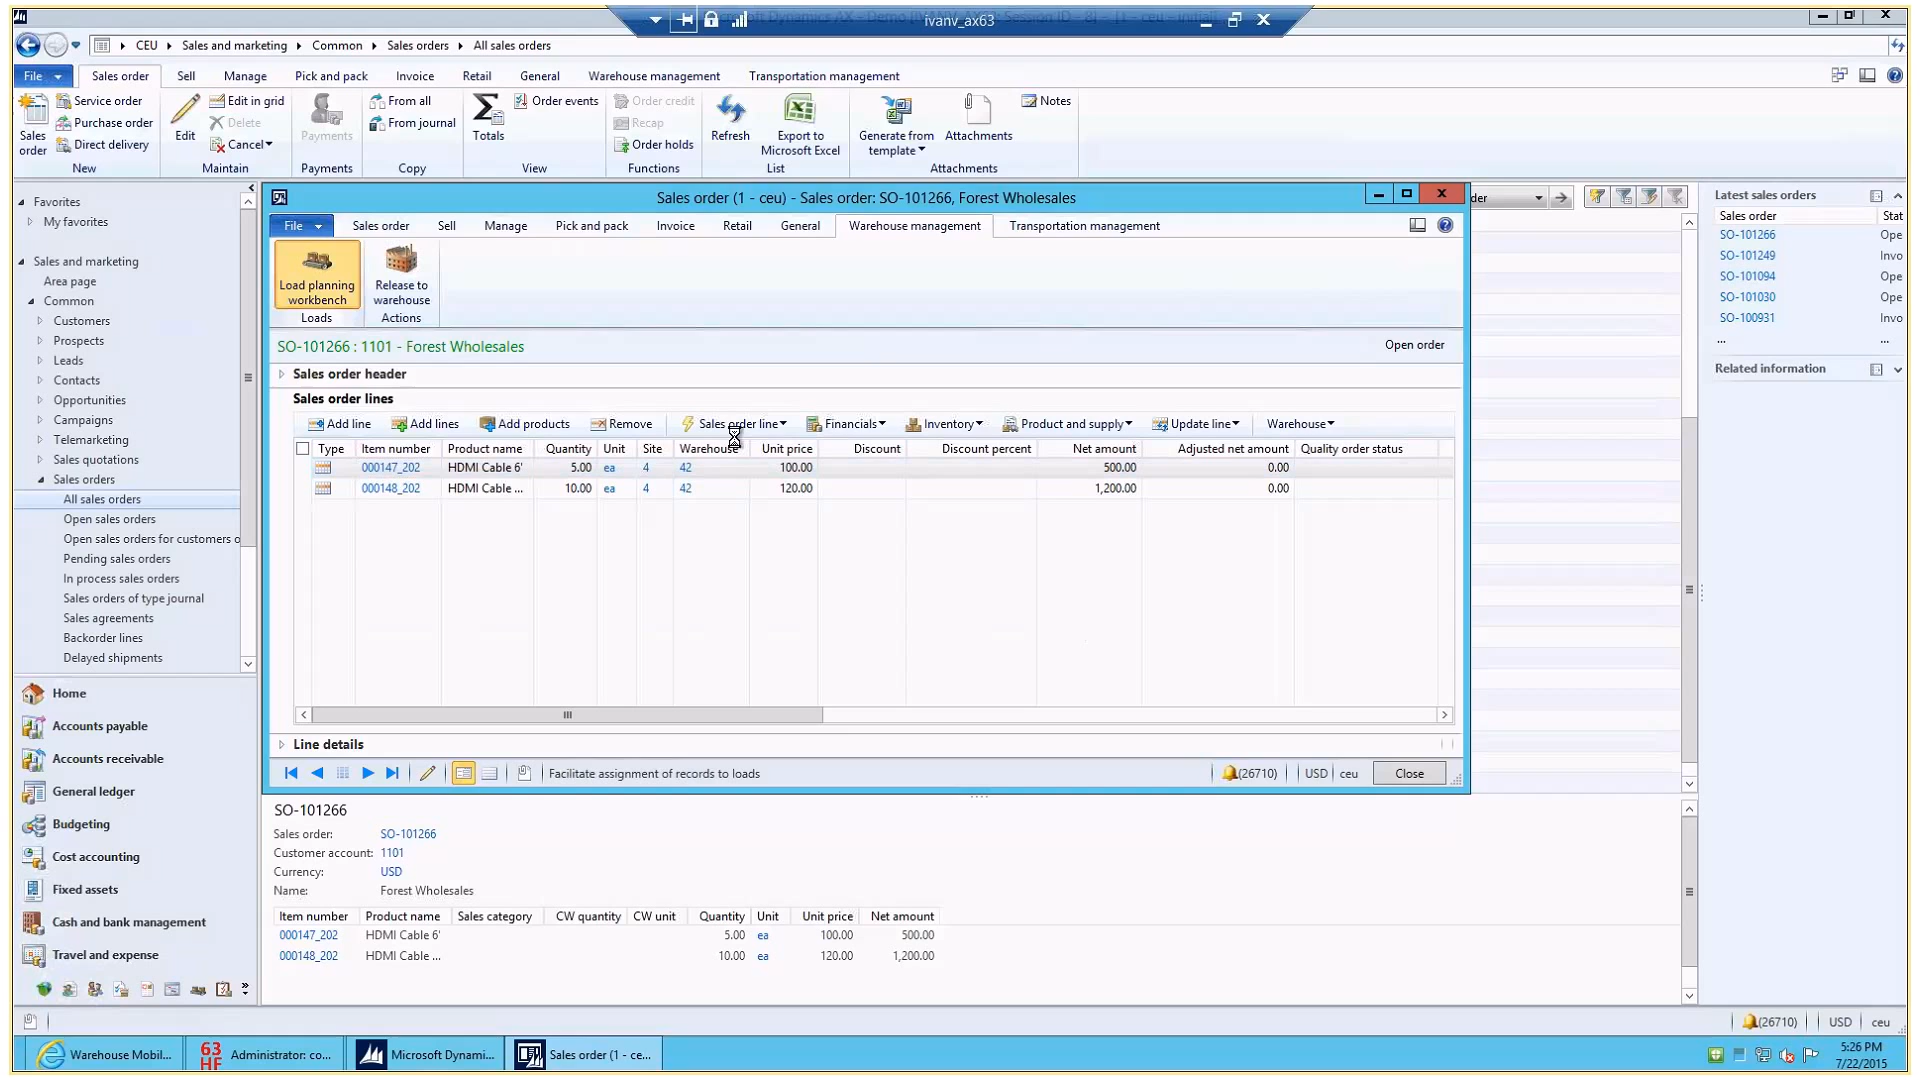 ivanv_ax63
CEU Sales and marketing Common Sales orders All sales orders
File Sales order Sell Manage Pick and pack Invoice Retail General Warehouse management Transportation management
Sales order
Service order
Purchase order
Direct delivery
New
Edit
Edit in grid
Delete
Cancel
Maintain
Payments
Payments
From all
From journal
Copy
Totals
Order events
View
Order credit
Recap
Order holds
Functions
Refresh
Export to Microsoft Excel
List
Generate from template
Attachments
Notes
Attachments
Favorites
My favorites
Sales and marketing
Area page
Common
Customers
Prospects
Leads
Contacts
Opportunities
Campaigns
Telemarketing
Sales quotations
Sales orders
All sales orders
Open sales orders
Open sales orders for customers o
Pending sales orders
In process sales orders
Sales orders of type journal
Sales agreements
Backorder lines
Delayed shipments
Home
Accounts payable
Accounts receivable
General ledger
Budgeting
Cost accounting
Fixed assets
Cash and bank management
Travel and expense
Sales order (1 - ceu) - Sales order: SO-101266, Forest Wholesales
File Sales order Sell Manage Pick and pack Invoice Retail General Warehouse management Transportation management
Load planning workbench
Loads
Release to warehouse
Actions
SO-101266 : 1101 - Forest Wholesales Open order
Sales order header
Sales order lines
Add line Add lines Add products Remove Sales order line Financials Inventory Product and supply Update line Warehouse
Type Item number Product name Quantity Unit Site Warehouse Unit price Discount Discount percent Net amount Adjusted net amount Quality order status
000147_202 HDMI Cable 6' 5.00 ea 4 42 100.00 500.00 0.00
000148_202 HDMI Cable ... 10.00 ea 4 42 120.00 1,200.00 0.00
Line details
Facilitate assignment of records to loads (26710) USD ceu Close
der
Latest sales orders
Sales order Stat
SO-101266 Ope
SO-101249 Invo
SO-101094 Ope
SO-101030 Ope
SO-100931 Invo
... ...
Related information
SO-101266
Sales order: SO-101266
Customer account: 1101
Currency: USD
Name: Forest Wholesales
Item number Product name Sales category CW quantity CW unit Quantity Unit Unit price Net amount
000147_202 HDMI Cable 6' 5.00 ea 100.00 500.00
000148_202 HDMI Cable ... 10.00 ea 120.00 1,200.00
(26710) USD ceu
Warehouse Mobil...
63 HF Administrator: co...
Microsoft Dynami...
Sales order (1 - ce...
5:26 PM
7/22/2015